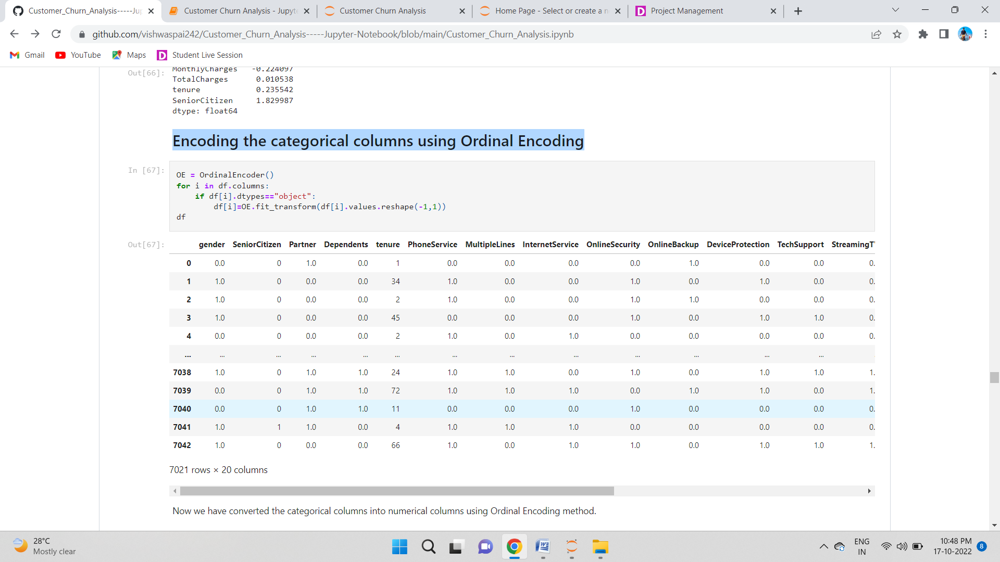 Customer_Churn_Analysis-----Ju
Customer Churn Analysis - Jupyte
Customer Churn Analysis
Home Page - Select or create a n
Project Management
github.com/vishwaspai242/Customer_Churn_Analysis-----Jupyter-Notebook/blob/main/Customer_Churn_Analysis.ipynb
Gmail YouTube Maps Student Live Session
Out[66]: MonthlyCharges -0.224097
TotalCharges 0.010538
tenure 0.235542
SeniorCitizen 1.829987
dtype: float64
Encoding the categorical columns using Ordinal Encoding
In [67]:
OE = OrdinalEncoder()
for i in df.columns:
if df[i].dtypes=="object":
df[i]=OE.fit_transform(df[i].values.reshape(-1,1))
df
Out[67]:
gender SeniorCitizen Partner Dependents tenure PhoneService MultipleLines InternetService OnlineSecurity OnlineBackup DeviceProtection TechSupport StreamingT
0 0.0 0 1.0 0.0 1 0.0 0.0 0.0 0.0 1.0 0.0 0.0 0.
1 1.0 0 0.0 0.0 34 1.0 0.0 0.0 1.0 0.0 1.0 0.0 0.
2 1.0 0 0.0 0.0 2 1.0 0.0 0.0 1.0 1.0 0.0 0.0 0.
3 1.0 0 0.0 0.0 45 0.0 0.0 0.0 1.0 0.0 1.0 1.0 0.
4 0.0 0 0.0 0.0 2 1.0 0.0 1.0 0.0 0.0 0.0 0.0 0.
... ... ... ... ... ... ... ... ... ... ... ... ...
7038 1.0 0 1.0 1.0 24 1.0 1.0 0.0 1.0 0.0 1.0 1.0 1.
7039 0.0 0 1.0 1.0 72 1.0 1.0 1.0 0.0 1.0 1.0 0.0 1.
7040 0.0 0 1.0 1.0 11 0.0 0.0 0.0 1.0 0.0 0.0 0.0 0.
7041 1.0 1 1.0 0.0 4 1.0 1.0 1.0 0.0 0.0 0.0 0.0 0.
7042 1.0 0 0.0 0.0 66 1.0 0.0 1.0 1.0 0.0 1.0 1.0 1.
7021 rows × 20 columns
Now we have converted the categorical columns into numerical columns using Ordinal Encoding method.
28°C
Mostly clear
ENG
IN
10:48 PM
17-10-2022
8